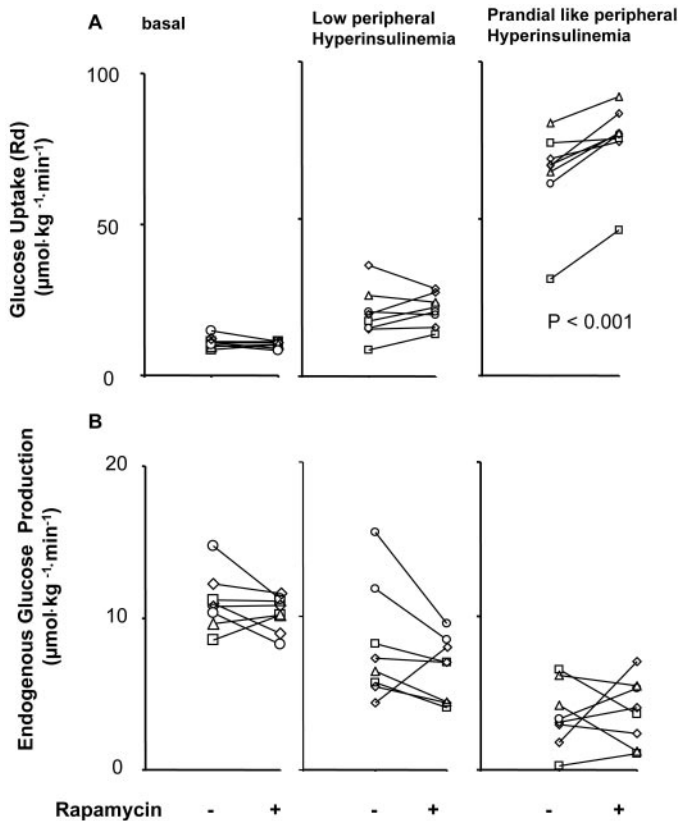 A
basal
Low peripheral
Hyperinsulinemia
Prandial like peripheral
Hyperinsulinemia
Glucose Uptake (Rd)
(µmol·kg⁻¹·min⁻¹)
100
50
0
P < 0.001
B
Endogenous Glucose Production
(µmol·kg⁻¹·min⁻¹)
20
10
0
20
Rapamycin - + - + - +